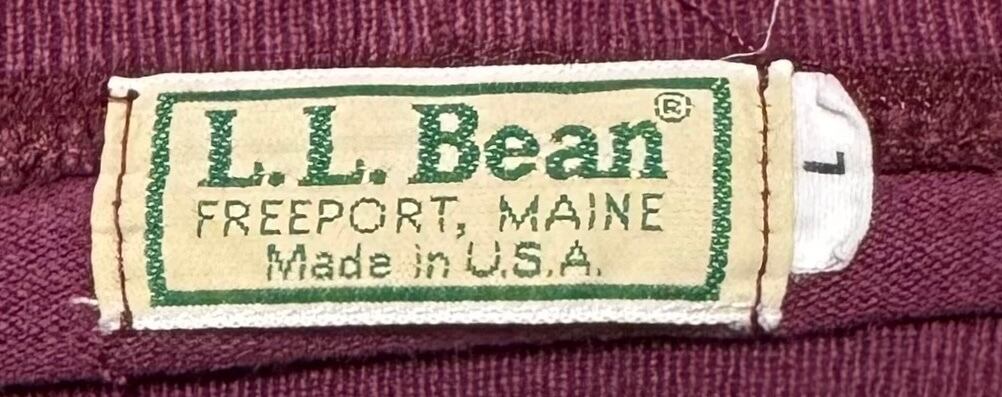 L.L.Bean®
FREEPORT, MAINE
Made in U.S.A.
L